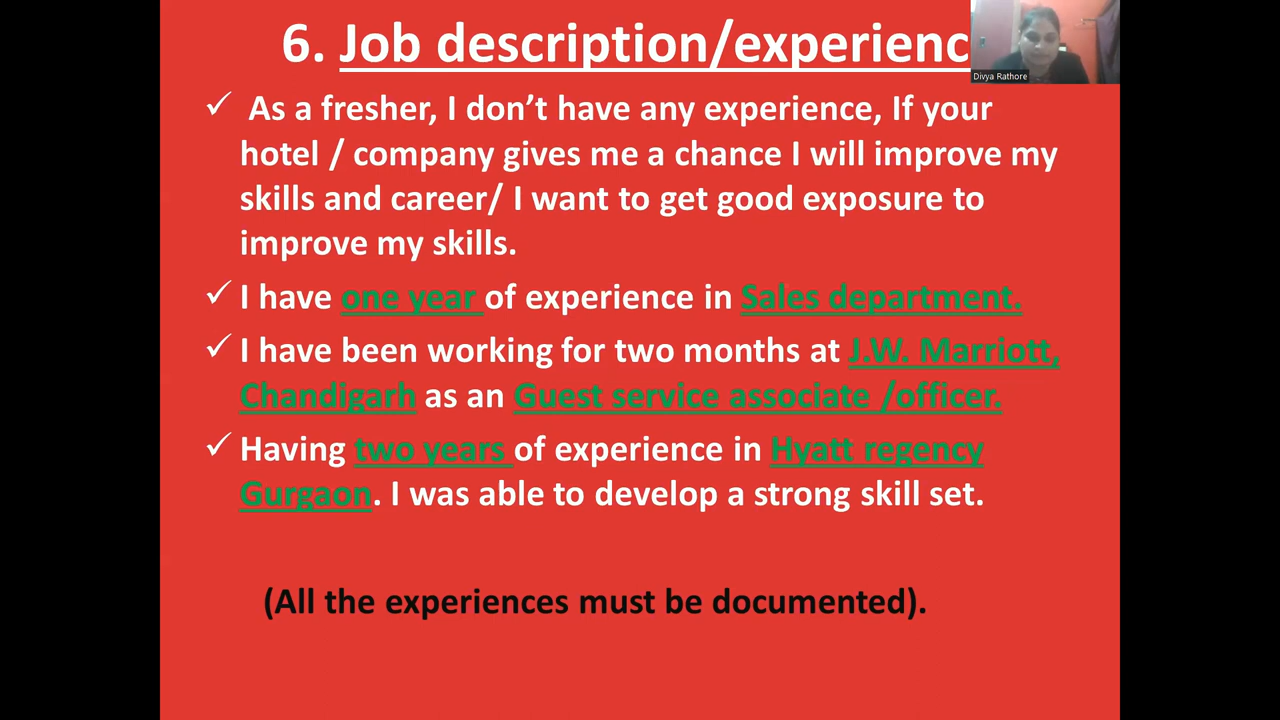 6. Job description/experienc
Divya Rathore
✓ As a fresher, I don't have any experience, If your
hotel / company gives me a chance I will improve my
skills and career/ I want to get good exposure to
improve my skills.
✓ I have one year of experience in Sales department.
✓ I have been working for two months at J.W. Marriott,
Chandigarh as an Guest service associate /officer.
✓ Having two years of experience in Hyatt regency
Gurgaon. I was able to develop a strong skill set.
(All the experiences must be documented).